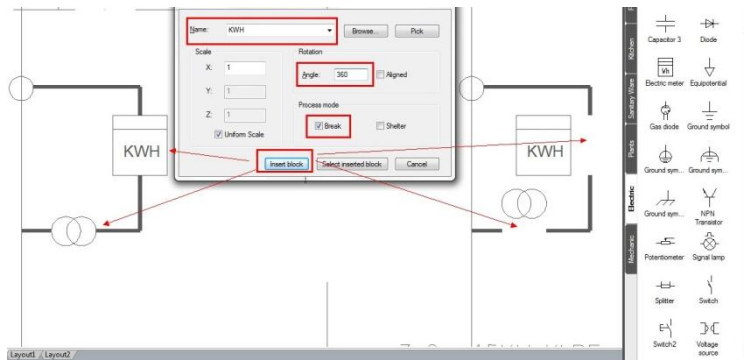 Name:
KWH
Browse...
Pick
Scale
Rotation
X:
1
Angle:
360
Aligned
Y:
1
Process mode
Z:
1
Break
Shelter
Uniform Scale
Insert block
Select inserted block
Cancel
KWH
KWH
Layout1
Layout2
Kitchen
Sanitary Ware
Plants
Electric
Mechanic
Capacitor 3
Diode
Vh
Electric meter
Equipotential
Gas diode
Ground symbol
Ground sym...
Ground sym...
Ground sym...
NPN
Transistor
Potentiometer
Signal lamp
Splitter
Switch
Switch2
Voltage
source